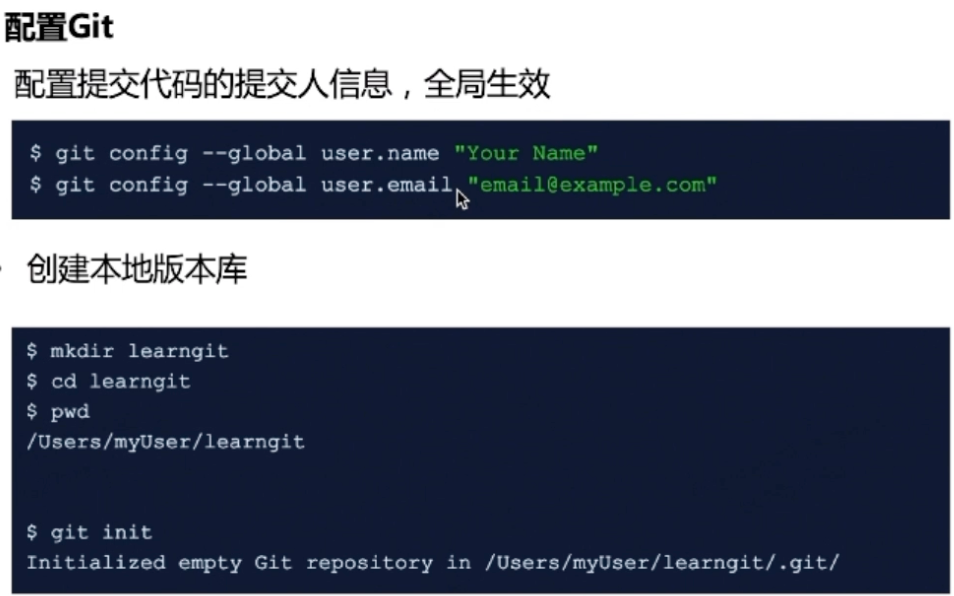 配置Git
配置提交代码的提交人信息，全局生效
$ git config --global user.name "Your Name"
$ git config --global user.email "email@example.com"
创建本地版本库
$ mkdir learngit
$ cd learngit
$ pwd
/Users/myUser/learngit
$ git init
Initialized empty Git repository in /Users/myUser/learngit/.git/